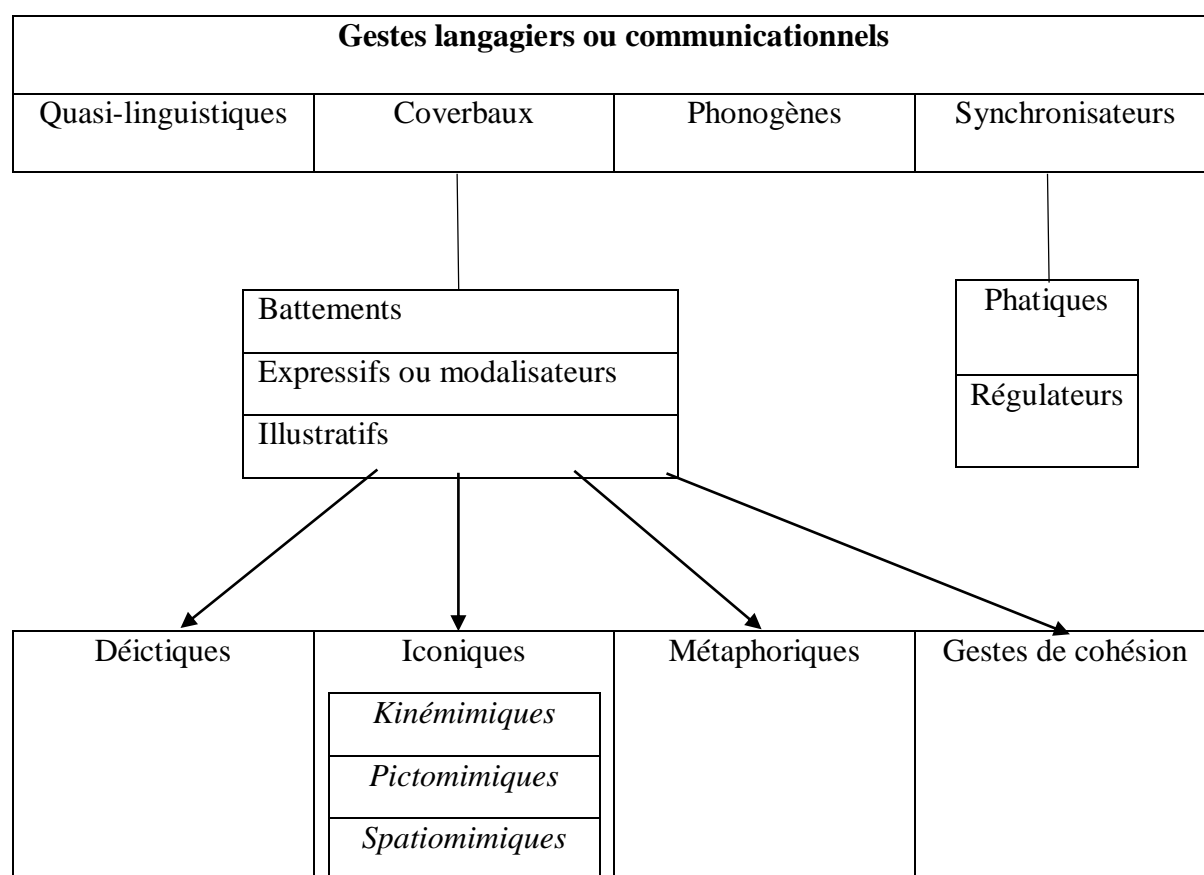 Gestes langagiers ou communicationnels
Quasi-linguistiques Coverbaux Phonogènes Synchronisateurs
Battements
Expressifs ou modalisateurs
Illustratifs
Phatiques
Régulateurs
Déictiques Iconiques Métaphoriques Gestes de cohésion
Kinémimiques
Pictomimiques
Spatiomimiques